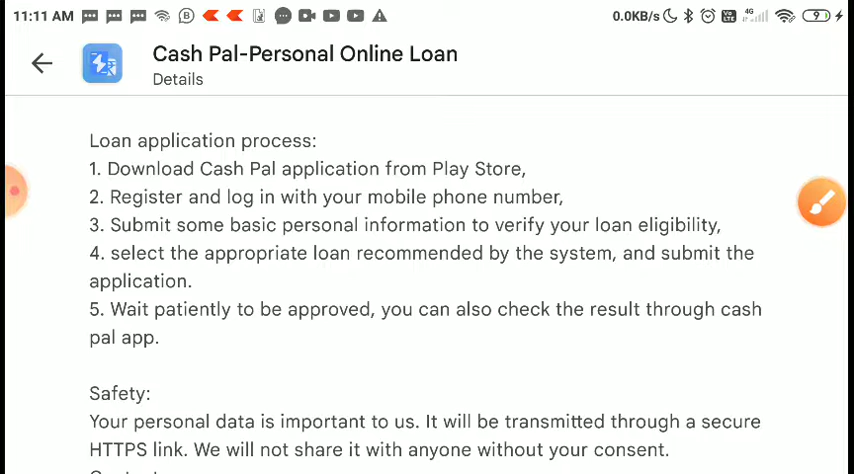 11:11 AM
0.0KB/s
4G
9
Cash Pal-Personal Online Loan
Details
Loan application process:
1. Download Cash Pal application from Play Store,
2. Register and log in with your mobile phone number,
3. Submit some basic personal information to verify your loan eligibility,
4. select the appropriate loan recommended by the system, and submit the
application.
5. Wait patiently to be approved, you can also check the result through cash
pal app.
Safety:
Your personal data is important to us. It will be transmitted through a secure
HTTPS link. We will not share it with anyone without your consent.